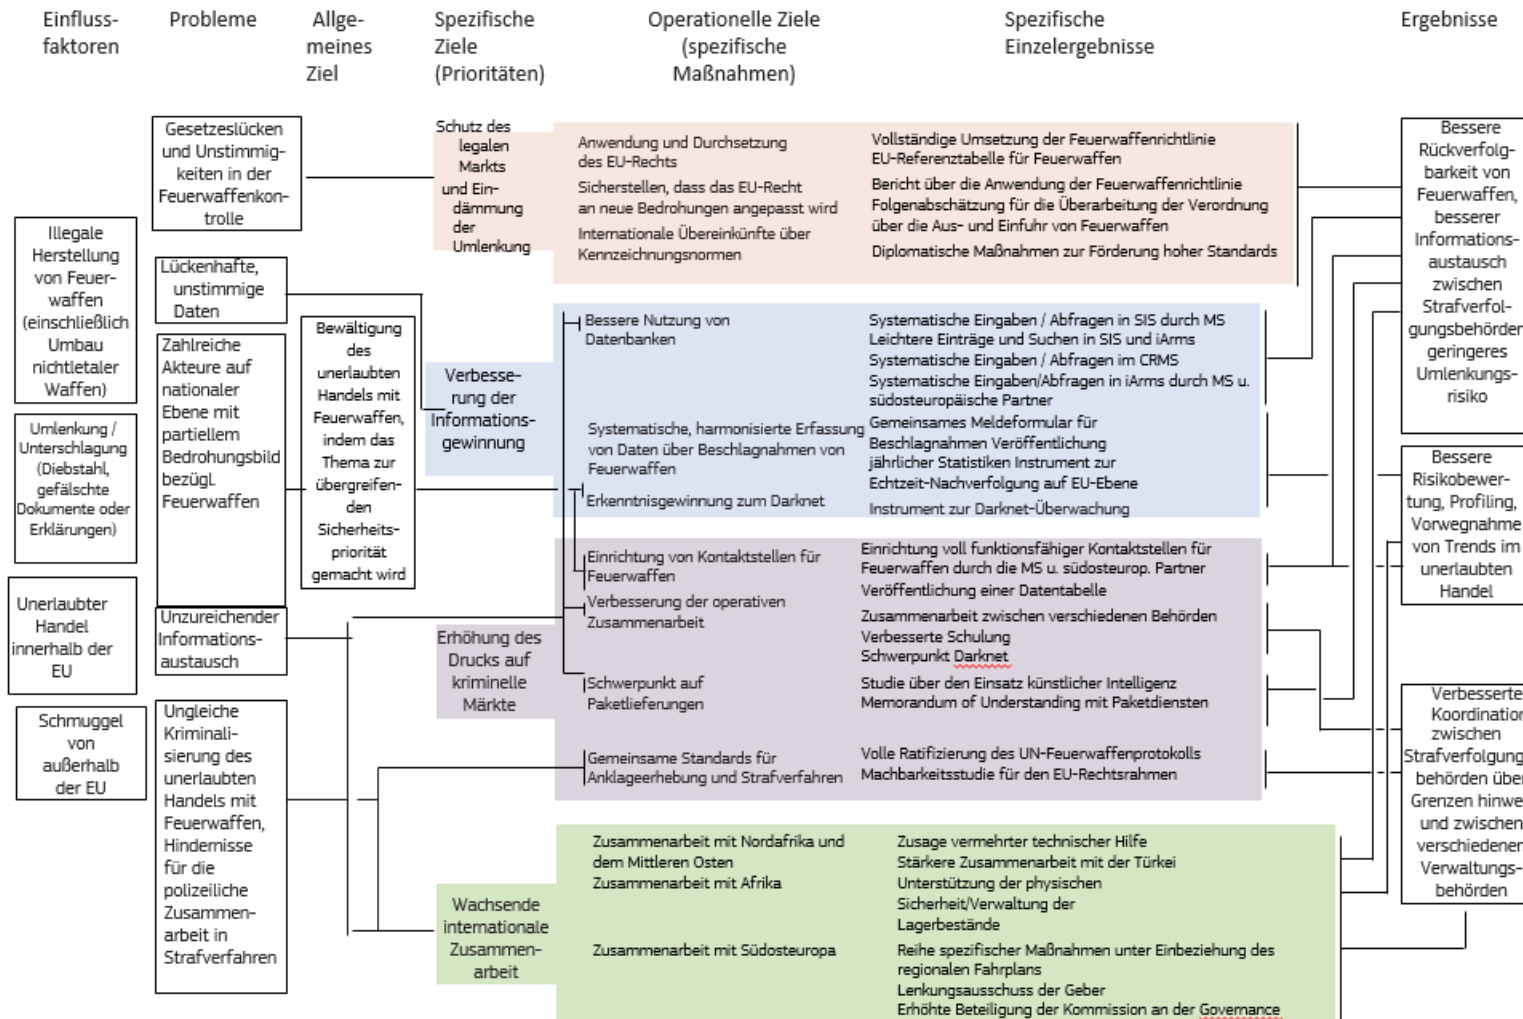 Einfluss-
faktoren
Probleme
Allge-
meines
Ziel
Spezifische
Ziele
(Prioritäten)
Operationelle Ziele
(spezifische
Maßnahmen)
Spezifische
Einzelergebnisse
Ergebnisse
Illegale
Herstellung
von Feuer-
waffen
(einschließlich
Umbau
nichtletaler
Waffen)
Umlenkung /
Unterschlagung
(Diebstahl,
gefälschte
Dokumente oder
Erklärungen)
Unerlaubter
Handel
innerhalb der
EU
Schmuggel
von
außerhalb
der EU
Gesetzeslücken
und Unstimmig-
keiten in der
Feuerwaffenkon-
trolle
Lückenhafte,
unstimmige
Daten
Zahlreiche
Akteure auf
nationaler
Ebene mit
partiellem
Bedrohungsbild
bezügl.
Feuerwaffen
Unzureichender
Informations-
austausch
Ungleiche
Kriminali-
sierung des
unerlaubten
Handels mit
Feuerwaffen,
Hindernisse
für die
polizeiliche
Zusammen-
arbeit in
Strafverfahren
Bewältigung
des
unerlaubten
Handels mit
Feuerwaffen,
indem das
Thema zur
übergreifen-
den
Sicherheits-
priorität
gemacht wird
Schutz des
legalen
Markts
und Ein-
dämmung
der
Umlenkung
Anwendung und Durchsetzung
des EU-Rechts
Sicherstellen, dass das EU-Recht
an neue Bedrohungen angepasst wird
Internationale Übereinkünfte über
Kennzeichnungsnormen
Vollständige Umsetzung der Feuerwaffenrichtlinie
EU-Referenztabelle für Feuerwaffen
Bericht über die Anwendung der Feuerwaffenrichtlinie
Folgenabschätzung für die Überarbeitung der Verordnung
über die Aus- und Einfuhr von Feuerwaffen
Diplomatische Maßnahmen zur Förderung hoher Standards
Verbesse-
rung der
Informations-
gewinnung
Bessere Nutzung von
Datenbanken
Systematische, harmonisierte Erfassung
von Daten über Beschlagnahmen von
Feuerwaffen
Erkenntnisgewinnung zum Darknet
Systematische Eingaben / Abfragen in SIS durch MS
Leichtere Einträge und Suchen in SIS und iArms
Systematische Eingaben / Abfragen im CRMS
Systematische Eingaben/Abfragen in iArms durch MS u.
südosteuropäische Partner
Gemeinsames Meldeformular für
Beschlagnahmen Veröffentlichung
jährlicher Statistiken Instrument zur
Echtzeit-Nachverfolgung auf EU-Ebene
Instrument zur Darknet-Überwachung
Erhöhung des
Drucks auf
kriminelle
Märkte
Einrichtung von Kontaktstellen für
Feuerwaffen
Verbesserung der operativen
Zusammenarbeit
Schwerpunkt auf
Paketlieferungen
Gemeinsame Standards für
Anklageerhebung und Strafverfahren
Einrichtung voll funktionsfähiger Kontaktstellen für
Feuerwaffen durch die MS u. südosteurop. Partner
Veröffentlichung einer Datentabelle
Zusammenarbeit zwischen verschiedenen Behörden
Verbesserte Schulung
Schwerpunkt Darknet
Studie über den Einsatz künstlicher Intelligenz
Memorandum of Understanding mit Paketdiensten
Volle Ratifizierung des UN-Feuerwaffenprotokolls
Machbarkeitsstudie für den EU-Rechtsrahmen
Wachsende
internationale
Zusammen-
arbeit
Zusammenarbeit mit Nordafrika und
dem Mittleren Osten
Zusammenarbeit mit Afrika
Zusammenarbeit mit Südosteuropa
Zusage vermehrter technischer Hilfe
Stärkere Zusammenarbeit mit der Türkei
Unterstützung der physischen
Sicherheit/Verwaltung der
Lagerbestände
Reihe spezifischer Maßnahmen unter Einbeziehung des
regionalen Fahrplans
Lenkungsausschuss der Geber
Erhöhte Beteiligung der Kommission an der Governance
Bessere
Rückverfolg-
barkeit von
Feuerwaffen,
besserer
Informations-
austausch
zwischen
Strafverfol-
gungsbehörden
geringeres
Umlenkungs-
risiko
Bessere
Risikobewer-
tung, Profiling,
Vorwegnahme
von Trends im
unerlaubten
Handel
Verbesserte
Koordination
zwischen
Strafverfolgung
behörden über
Grenzen hinwe
und zwischen
verschiedenen
Verwaltungs-
behörden